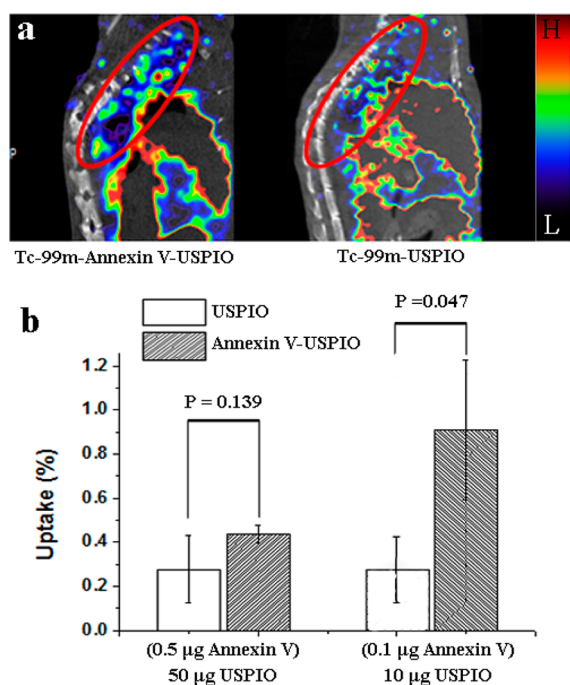 a
H
L
Tc-99m-Annexin V-USPIO
Tc-99m-USPIO
b
USPIO
Annexin V-USPIO
P =0.047
P = 0.139
Uptake (%)
1.2
1.0
0.8
0.6
0.4
0.2
0.0
(0.5 µg Annexin V)
50 µg USPIO
(0.1 µg Annexin V)
10 µg USPIO